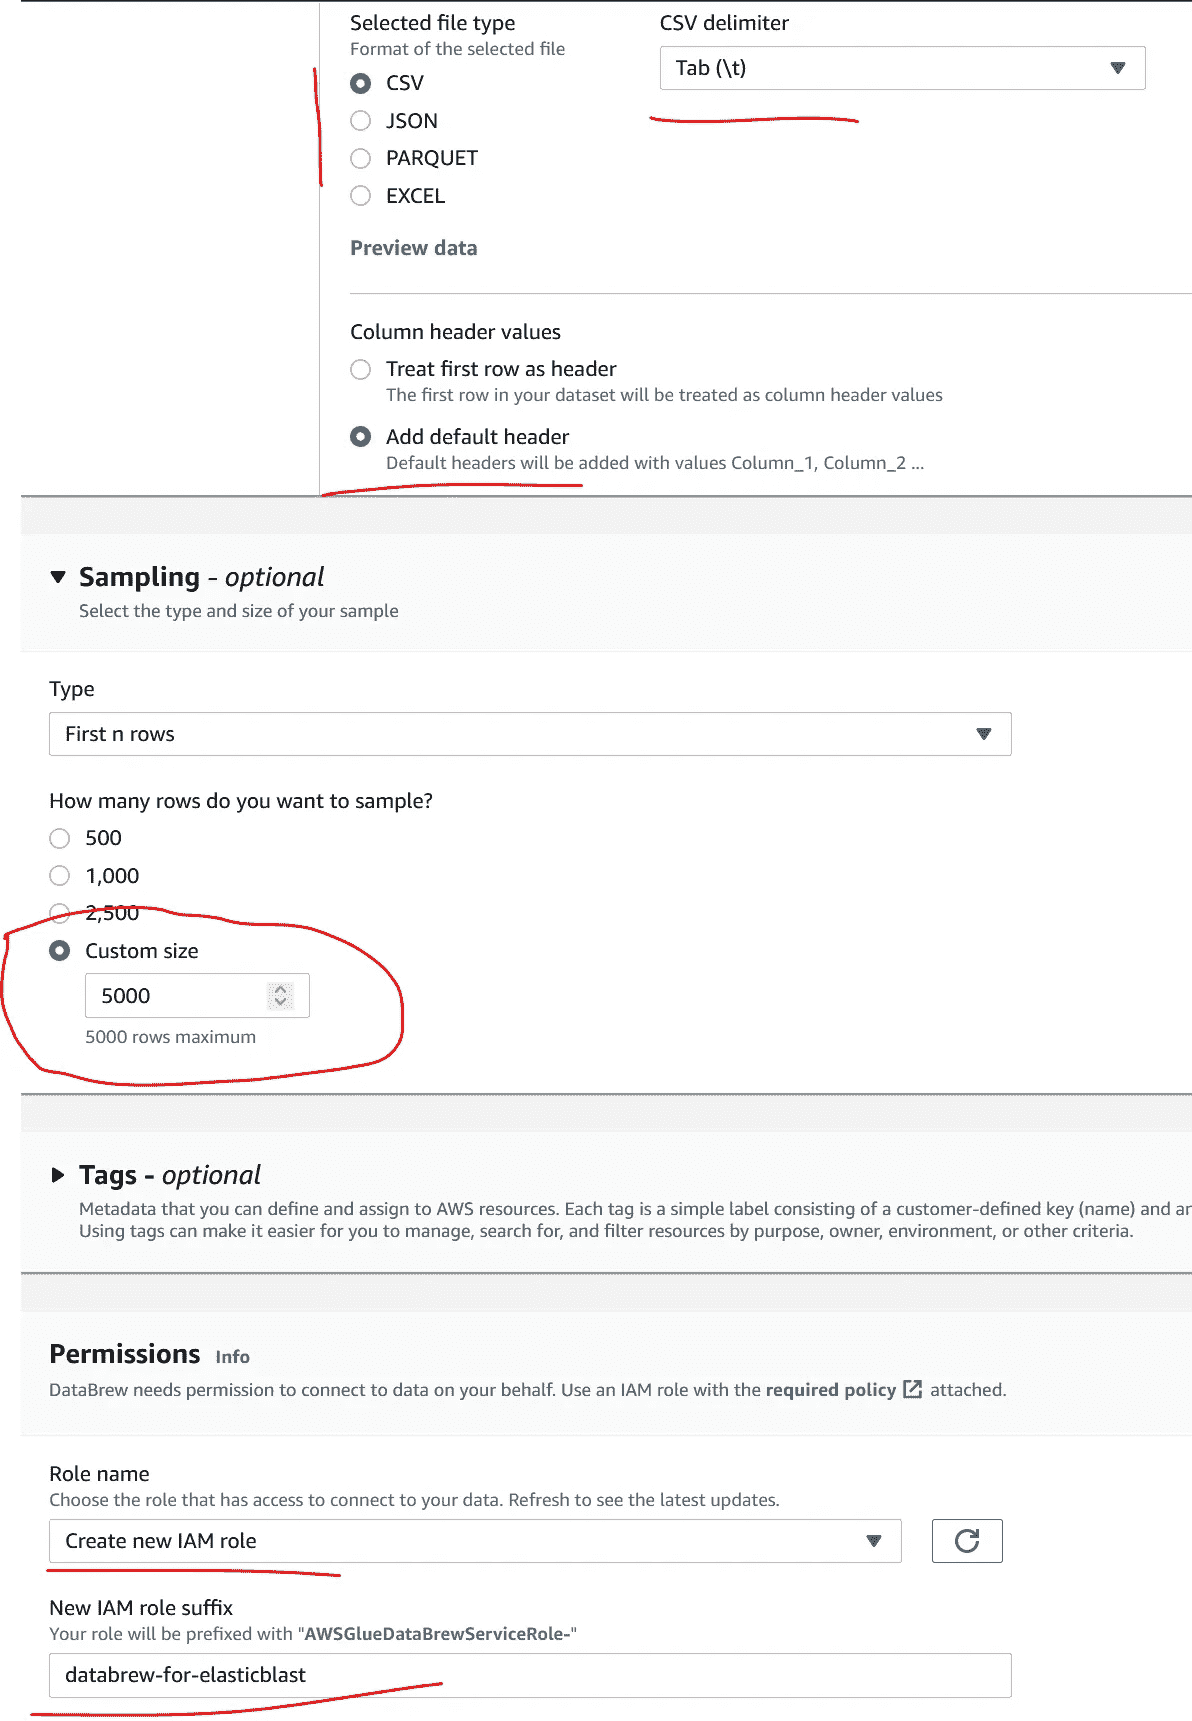 Selected file type
Format of the selected file
CSV
JSON
PARQUET
EXCEL
CSV delimiter
Tab (\t)
Preview data
Column header values
Treat first row as header
The first row in your dataset will be treated as column header values
Add default header
Default headers will be added with values Column_1, Column_2 ...
Sampling - optional
Select the type and size of your sample
Type
First n rows
How many rows do you want to sample?
500
1,000
2,500
Custom size
5000
5000 rows maximum
Tags - optional
Metadata that you can define and assign to AWS resources. Each tag is a simple label consisting of a customer-defined key (name) and
Using tags can make it easier for you to manage, search for, and filter resources by purpose, owner, environment, or other criteria.
Permissions Info
DataBrew needs permission to connect to data on your behalf. Use an IAM role with the required policy attached.
Role name
Choose the role that has access to connect to your data. Refresh to see the latest updates.
Create new IAM role
New IAM role suffix
Your role will be prefixed with "AWSGlueDataBrewServiceRole-"
databrew-for-elasticblast